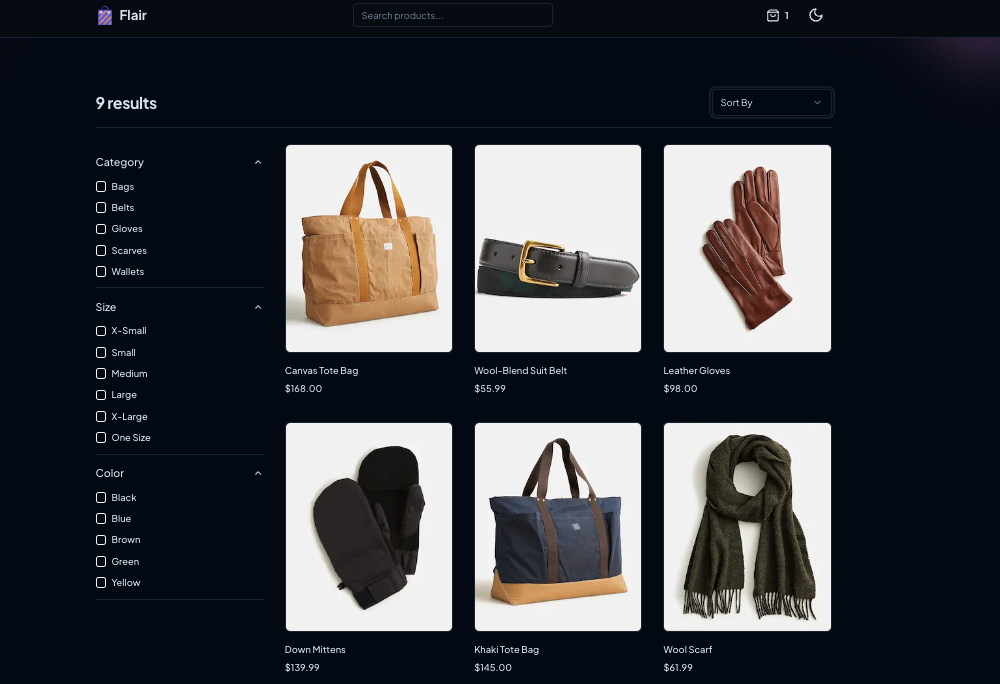 Flair
Search products...
1
9 results
Sort By
Category
Bags
Belts
Gloves
Scarves
Wallets
Size
X-Small
Small
Medium
Large
X-Large
One Size
Color
Black
Blue
Brown
Green
Yellow
Canvas Tote Bag
$168.00
Wool-Blend Suit Belt
$55.99
Leather Gloves
$98.00
Down Mittens
$139.99
Khaki Tote Bag
$145.00
Wool Scarf
$61.99